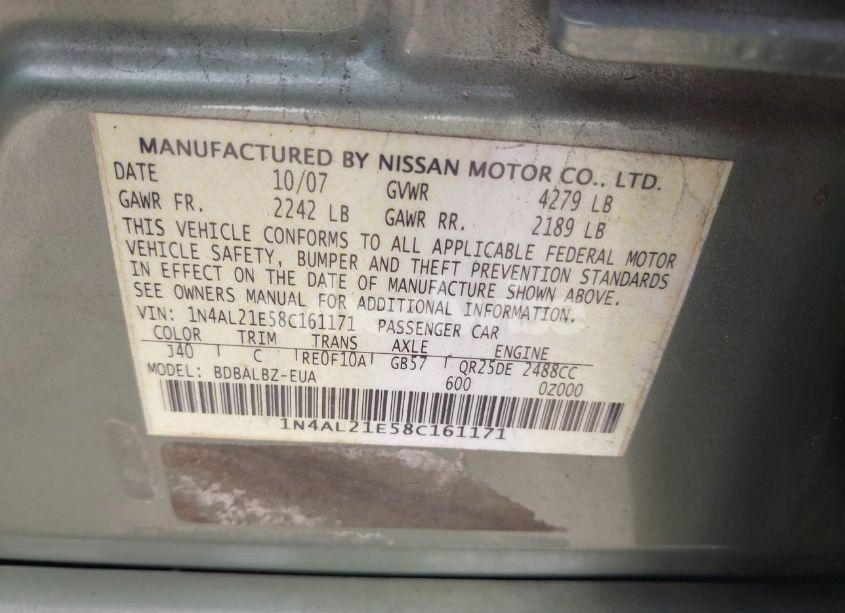 MANUFACTURED BY NISSAN MOTOR CO., LTD.
DATE 10/07 GVWR 4279 LB
GAWR FR. 2242 LB GAWR RR. 2189 LB
THIS VEHICLE CONFORMS TO ALL APPLICABLE FEDERAL MOTOR
VEHICLE SAFETY, BUMPER AND THEFT PREVENTION STANDARDS
IN EFFECT ON THE DATE OF MANUFACTURE SHOWN ABOVE.
SEE OWNERS MANUAL FOR ADDITIONAL INFORMATION.
VIN: 1N4AL21E58C161171 PASSENGER CAR
COLOR TRIM TRANS AXLE ENGINE
J40 C RE0F10A GB57 QR25DE 2488CC
MODEL: BDBALBZ-EUA 600 0Z000
1N4AL21E58C161171